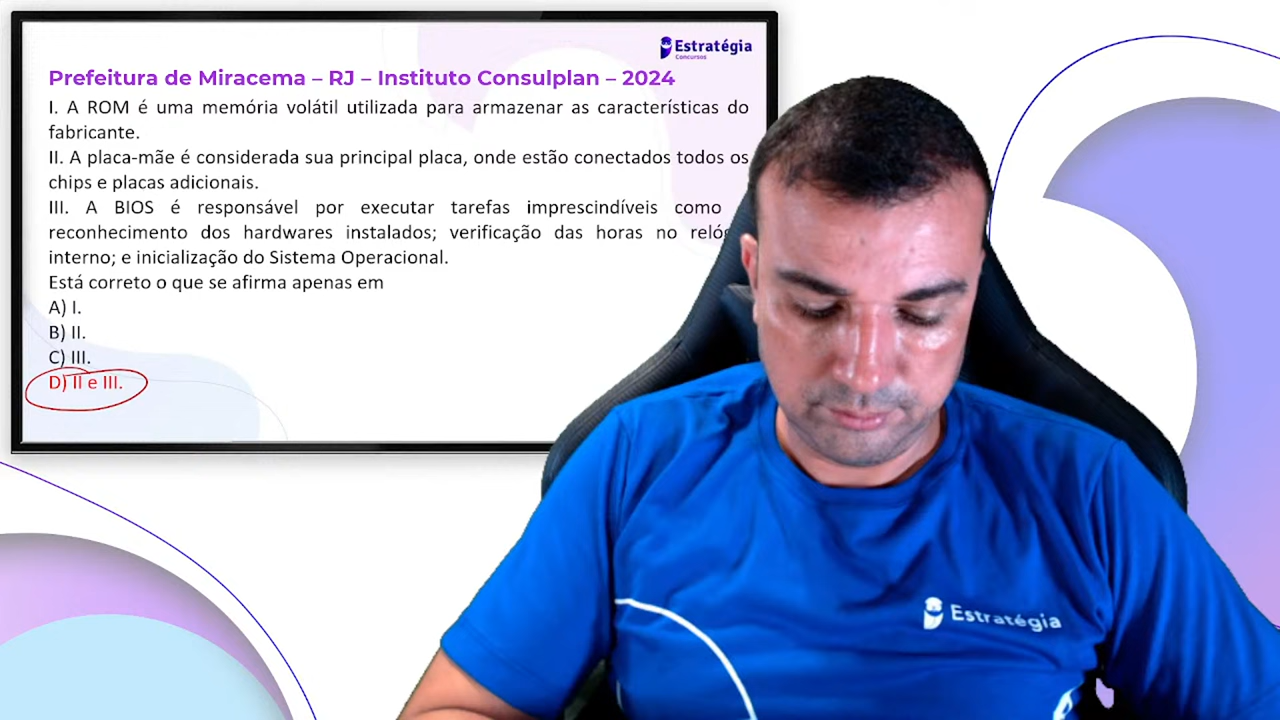 Estratégia
Concursos
Prefeitura de Miracema – RJ – Instituto Consulplan – 2024
I. A ROM é uma memória volátil utilizada para armazenar as características do
fabricante.
II. A placa-mãe é considerada sua principal placa, onde estão conectados todos os
chips e placas adicionais.
III. A BIOS é responsável por executar tarefas imprescindíveis como
reconhecimento dos hardwares instalados; verificação das horas no
interno; e inicialização do Sistema Operacional.
Está correto o que se afirma apenas em
A) I.
B) II.
C) III.
D) II e III.
Estratégia